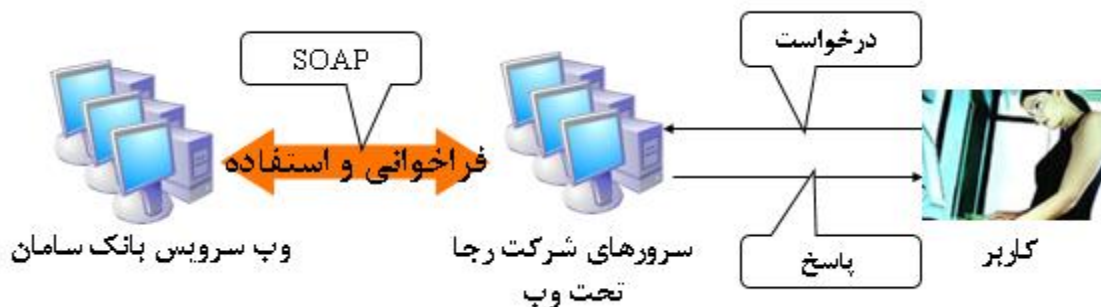 درخواست
SOAP
فراخوانی و استفاده
کاربر
سرورهای شرکت رجا
تحت وب
وب سرویس بانک سامان
پاسخ